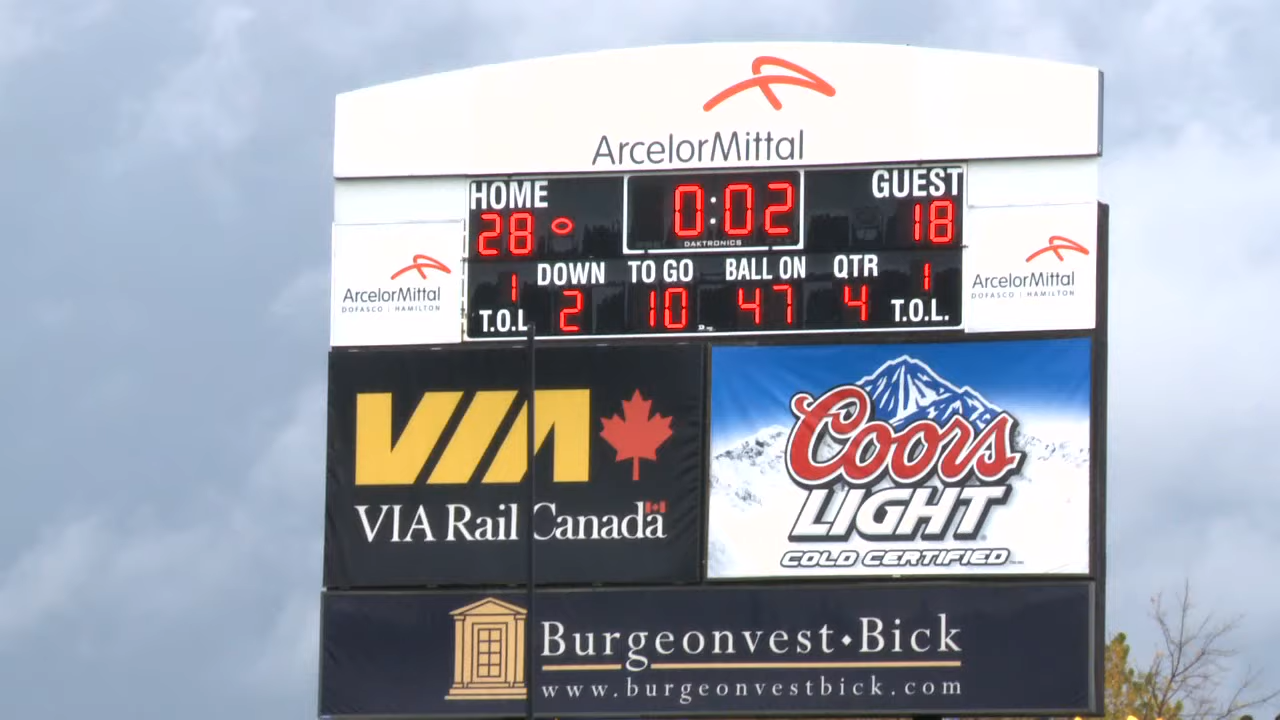 ArcelorMittal
HOME
GUEST
28
0:02
18
DAKTRONICS
DOWN
TO GO
BALL ON
QTR
1
2
10
47
4
1
T.O.L.
T.O.L.
ArcelorMittal
DOFASCO | HAMILTON
ArcelorMittal
DOFASCO | HAMILTON
VIA
VIA Rail Canada
Coors
LIGHT
COLD CERTIFIED
Burgeonvest•Bick
www.burgeonvestbick.com